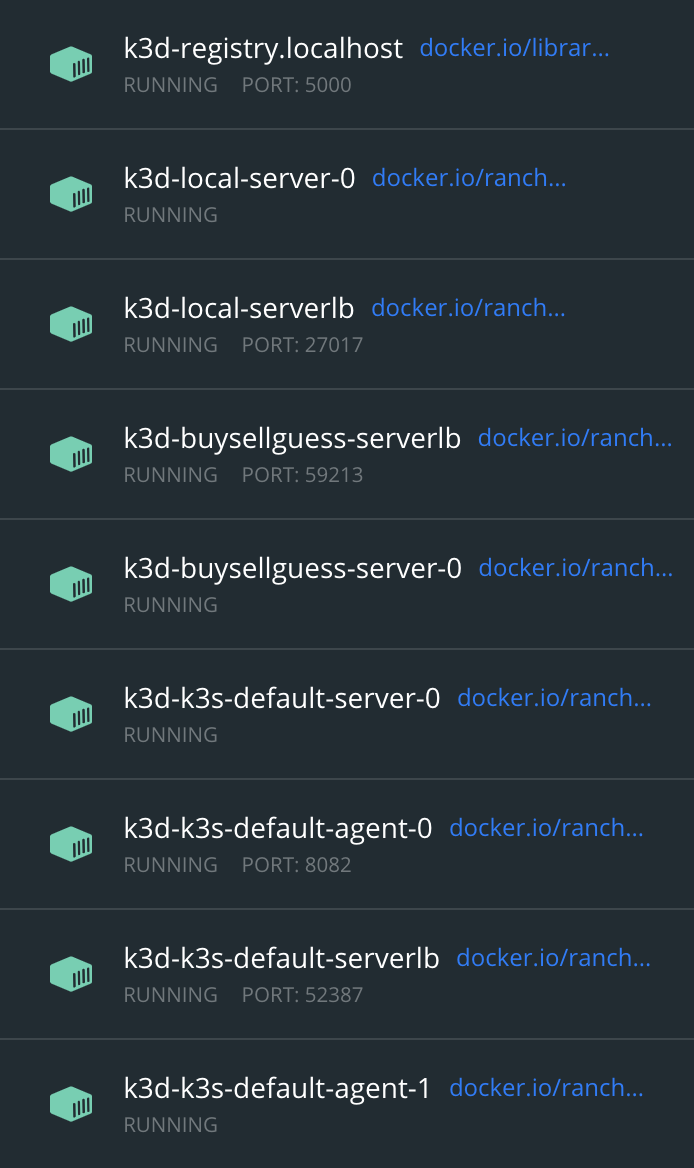 k3d-registry.localhost docker.io/librar...
RUNNING PORT: 5000
k3d-local-server-0 docker.io/ranch...
RUNNING
k3d-local-serverlb docker.io/ranch...
RUNNING PORT: 27017
k3d-buysellguess-serverlb docker.io/ranch...
RUNNING PORT: 59213
k3d-buysellguess-server-0 docker.io/ranch...
RUNNING
k3d-k3s-default-server-0 docker.io/ranch...
RUNNING
k3d-k3s-default-agent-0 docker.io/ranch...
RUNNING PORT: 8082
k3d-k3s-default-serverlb docker.io/ranch...
RUNNING PORT: 52387
k3d-k3s-default-agent-1 docker.io/ranch...
RUNNING